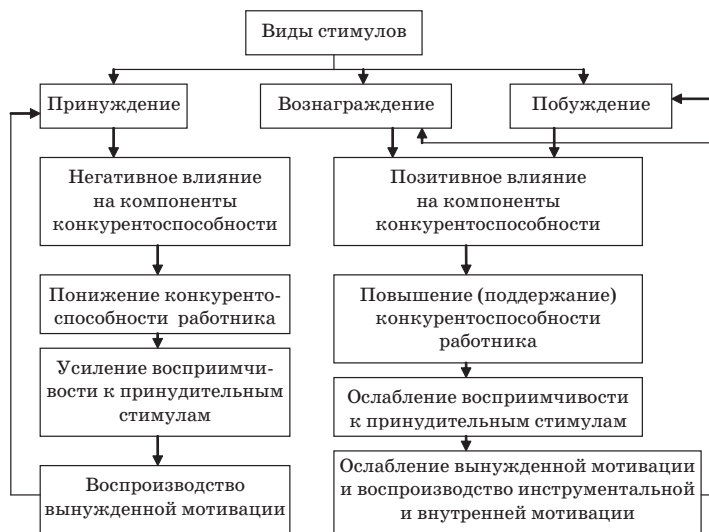 Виды стимулов
Принуждение
Вознаграждение
Побуждение
Негативное влияние
на компоненты
конкурентоспособности
Позитивное влияние
на компоненты
конкурентоспособности
Понижение конкуренто-
способности работника
Повышение (поддержание)
конкурентоспособности
работника
Усиление восприимчи-
вости к принудительным
стимулам
Ослабление восприимчивости
к принудительным стимулам
Воспроизводство
вынужденной мотивации
Ослабление вынужденной мотивации
и воспроизводство инструментальной
и внутренней мотивации